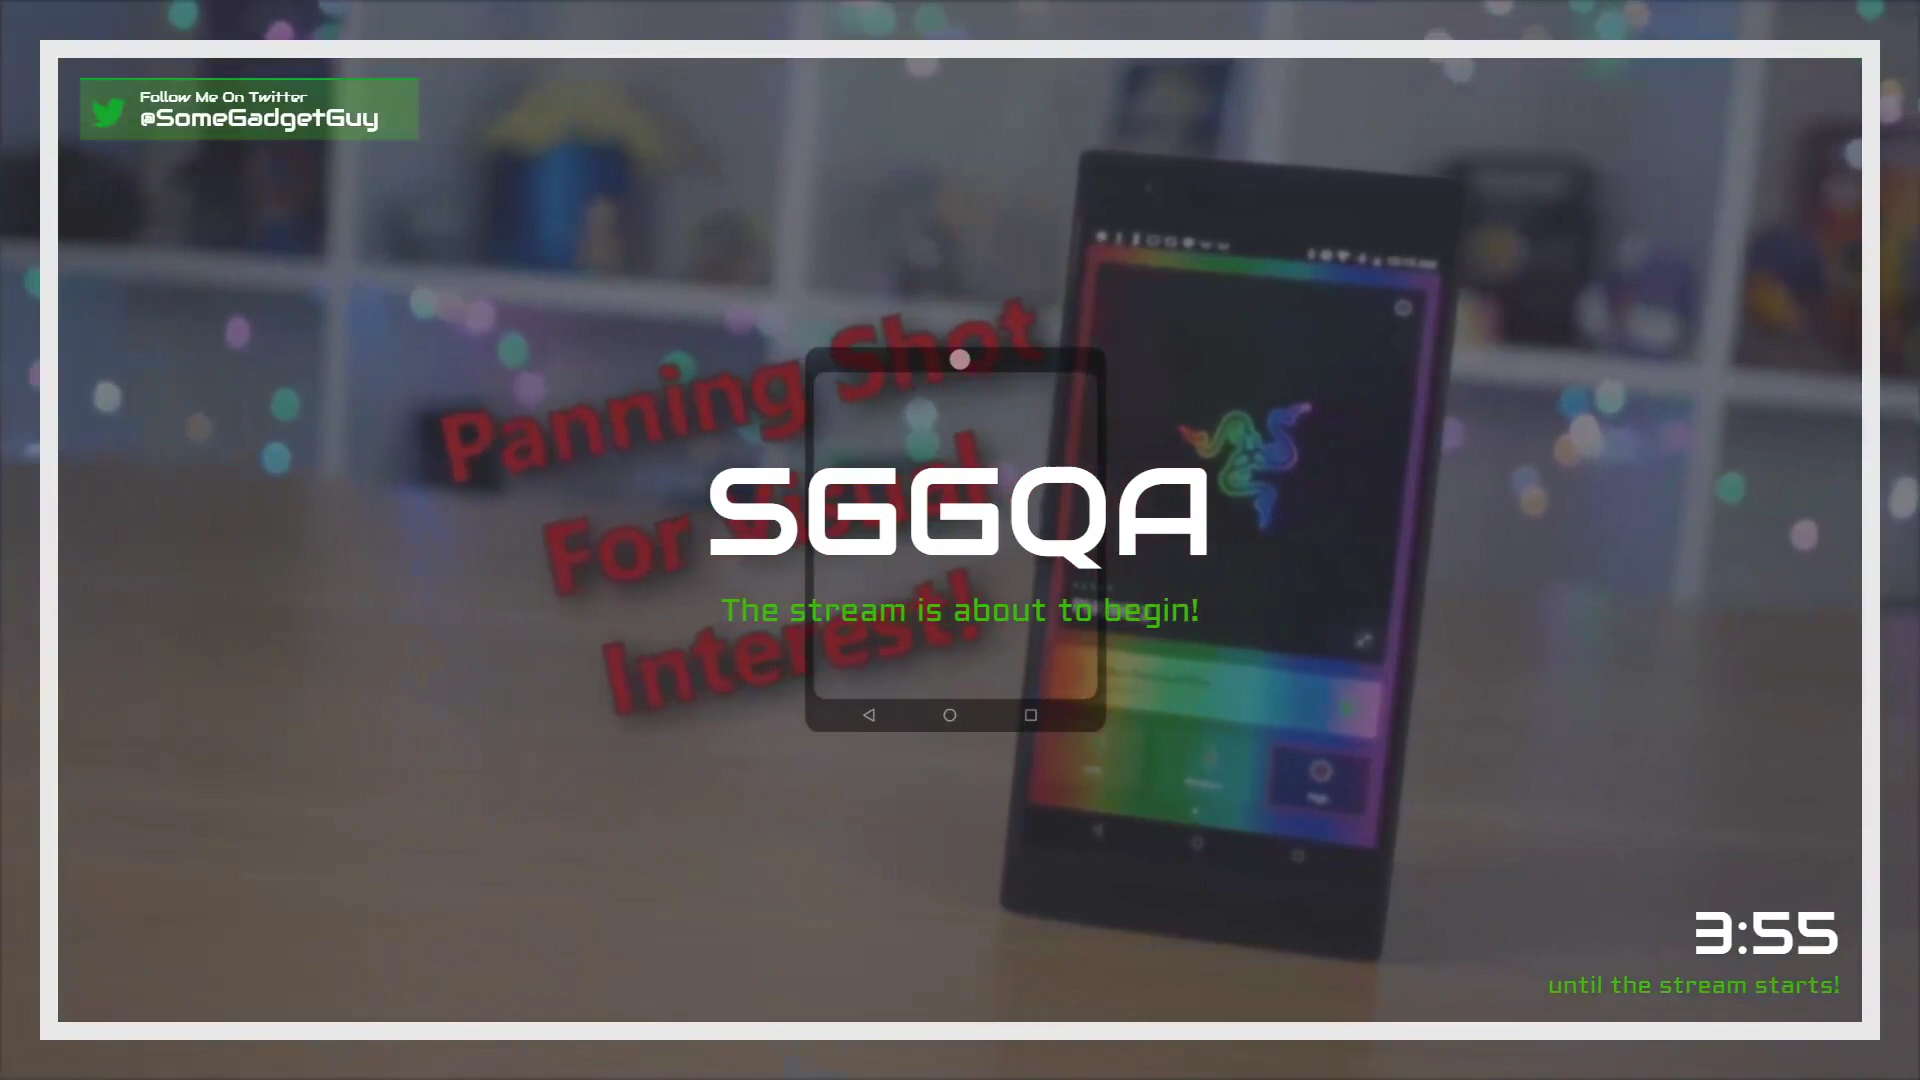 Follow Me On Twitter
@SomeGadgetGuy
Panning Shot
For Visual
Interest!
SGGQA
The stream is about to begin!
3:55
until the stream starts!